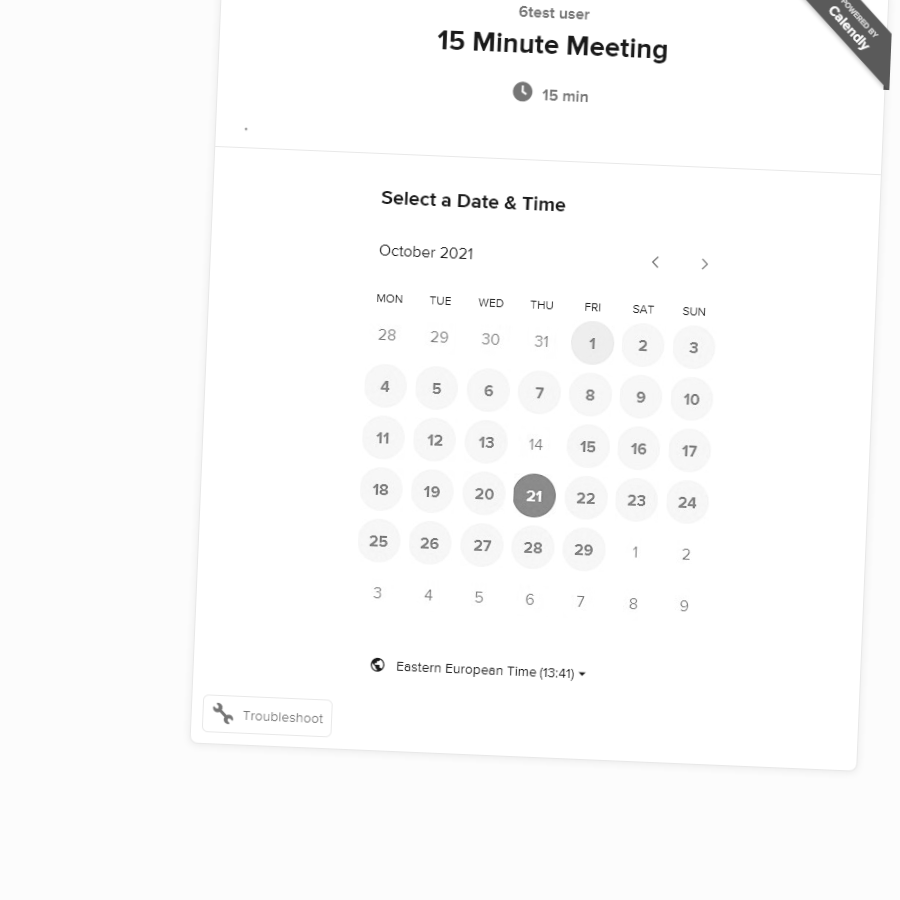 6test user
15 Minute Meeting
15 min
POWERED BY
Calendly
.
Select a Date & Time
October 2021
MON TUE WED THU FRI SAT SUN
28 29 30 31 1 2 3
4 5 6 7 8 9 10
11 12 13 14 15 16 17
18 19 20 21 22 23 24
25 26 27 28 29 1 2
3 4 5 6 7 8 9
Eastern European Time (13:41)
Troubleshoot